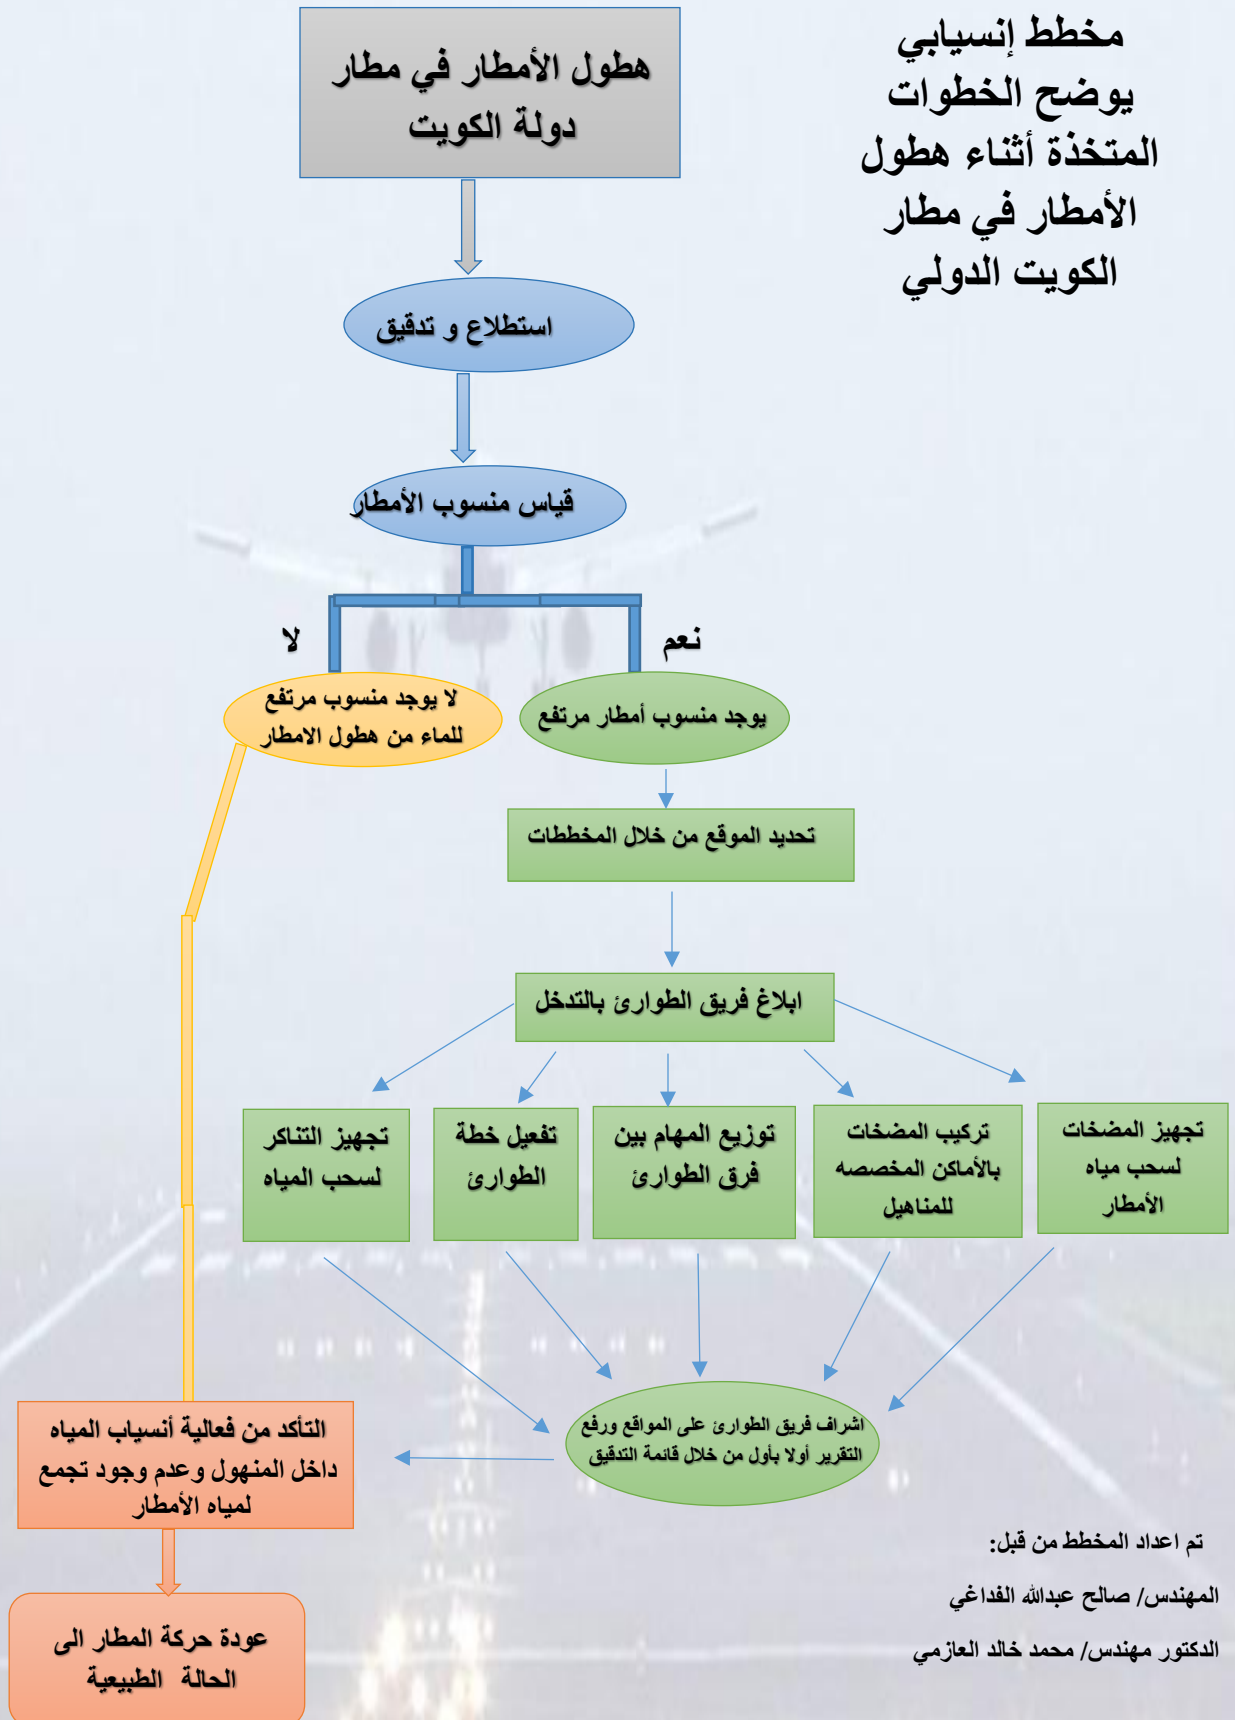 مخطط إنسيابي
يوضح الخطوات
المتخذة أثناء هطول
الأمطار في مطار
الكويت الدولي
هطول الأمطار في مطار
دولة الكويت
استطلاع و تدقيق
قياس منسوب الأمطار
نعم
لا
يوجد منسوب أمطار مرتفع
لا يوجد منسوب مرتفع
للماء من هطول الامطار
تحديد الموقع من خلال المخططات
ابلاغ فريق الطوارئ بالتدخل
تجهيز المضخات
لسحب مياه
الأمطار
تركيب المضخات
بالأماكن المخصصه
للمناهيل
توزيع المهام بين
فرق الطوارئ
تفعيل خطة
الطوارئ
تجهيز التناكر
لسحب المياه
اشراف فريق الطوارئ على المواقع ورفع
التقرير أولا بأول من خلال قائمة التدقيق
التأكد من فعالية أنسياب المياه
داخل المنهول وعدم وجود تجمع
لمياه الأمطار
عودة حركة المطار الى
الحالة الطبيعية
تم اعداد المخطط من قبل:
المهندس/ صالح عبدالله الفداغي
الدكتور مهندس/ محمد خالد العازمي